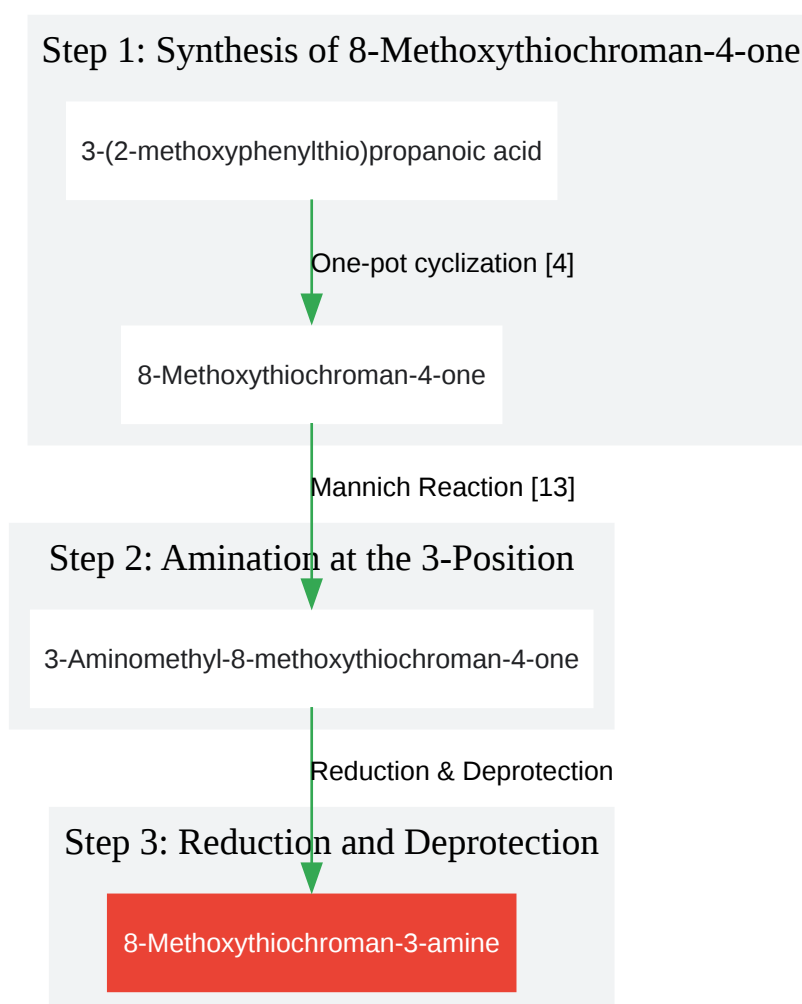 Step 1: Synthesis of 8-Methoxythiochroman-4-one
3-(2-methoxyphenylthio)propanoic acid
One-pot cyclization [4]
8-Methoxythiochroman-4-one
Mannich Reaction [13]
Step 2: Amination at the 3-Position
3-Aminomethyl-8-methoxythiochroman-4-one
Reduction & Deprotection
Step 3: Reduction and Deprotection
8-Methoxythiochroman-3-amine